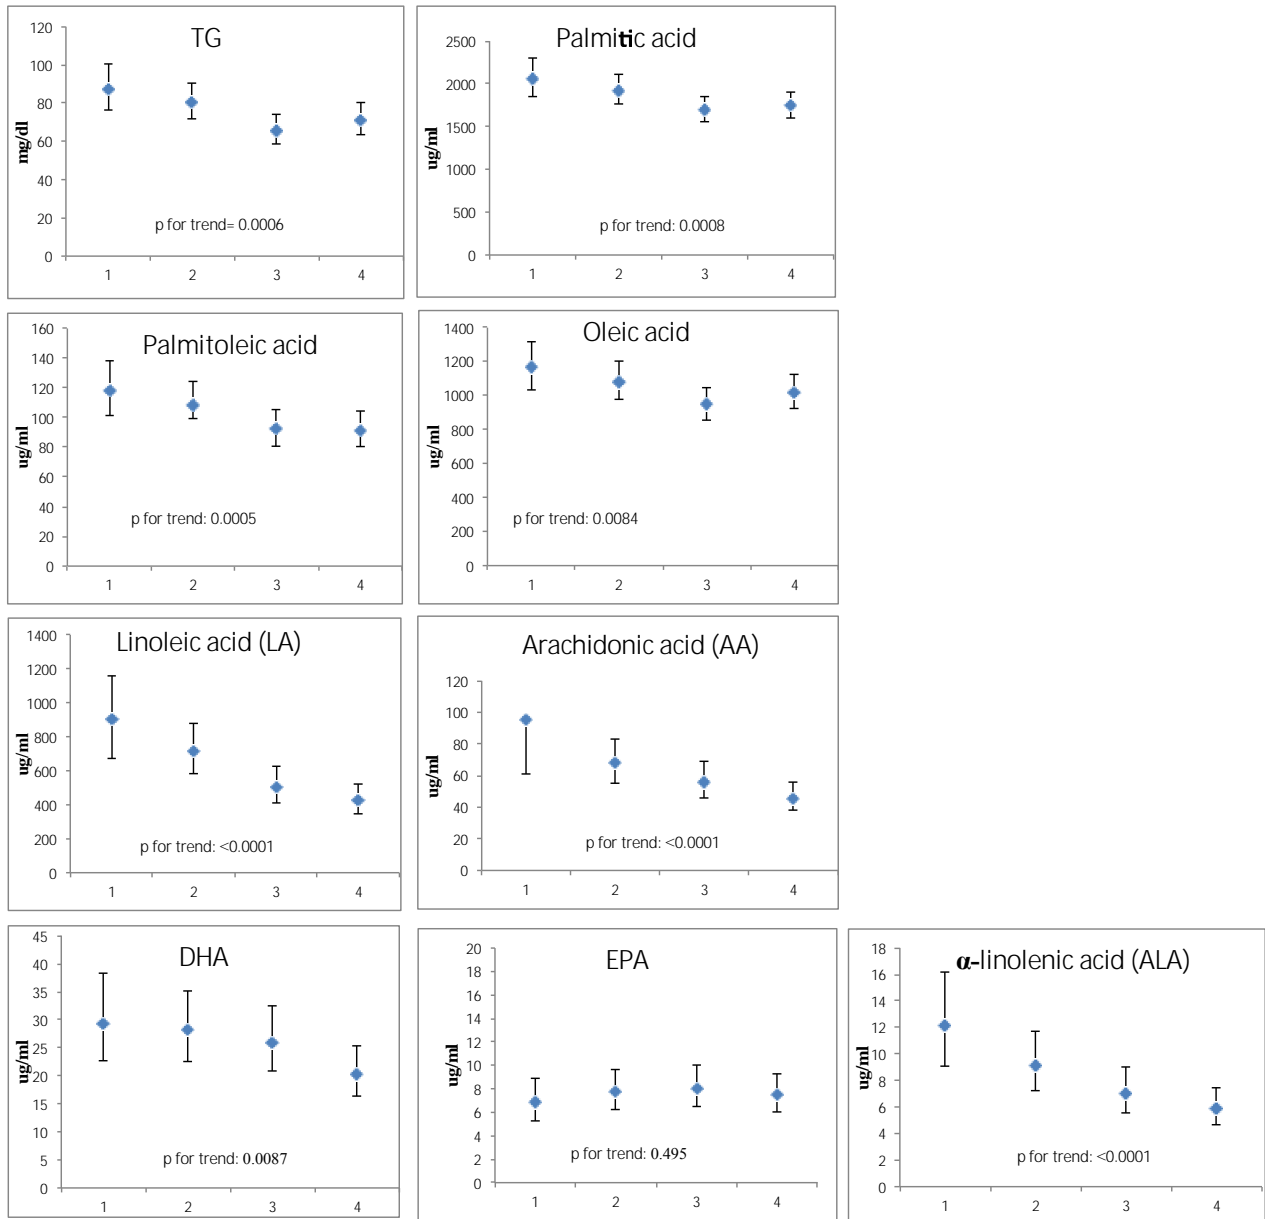 TG
120
100
80
60
40
20
0
mg/dl
p for trend= 0.0006
1 2 3 4
Palmitic acid
2500
2000
1500
1000
500
0
ug/ml
p for trend: 0.0008
1 2 3 4
Palmitoleic acid
160
140
120
100
80
60
40
20
0
ug/ml
p for trend: 0.0005
1 2 3 4
Oleic acid
1400
1200
1000
800
600
400
200
0
ug/ml
p for trend: 0.0084
1 2 3 4
Linoleic acid (LA)
1400
1200
1000
800
600
400
200
0
ug/ml
p for trend: <0.0001
1 2 3 4
Arachidonic acid (AA)
120
100
80
60
40
20
0
ug/ml
p for trend: <0.0001
1 2 3 4
DHA
45
40
35
30
25
20
15
10
5
0
ug/ml
p for trend: 0.0087
1 2 3 4
EPA
20
18
16
14
12
10
8
6
4
2
0
ug/ml
p for trend: 0.495
1 2 3 4
α-linolenic acid (ALA)
18
16
14
12
10
8
6
4
2
0
ug/ml
p for trend: <0.0001
1 2 3 4